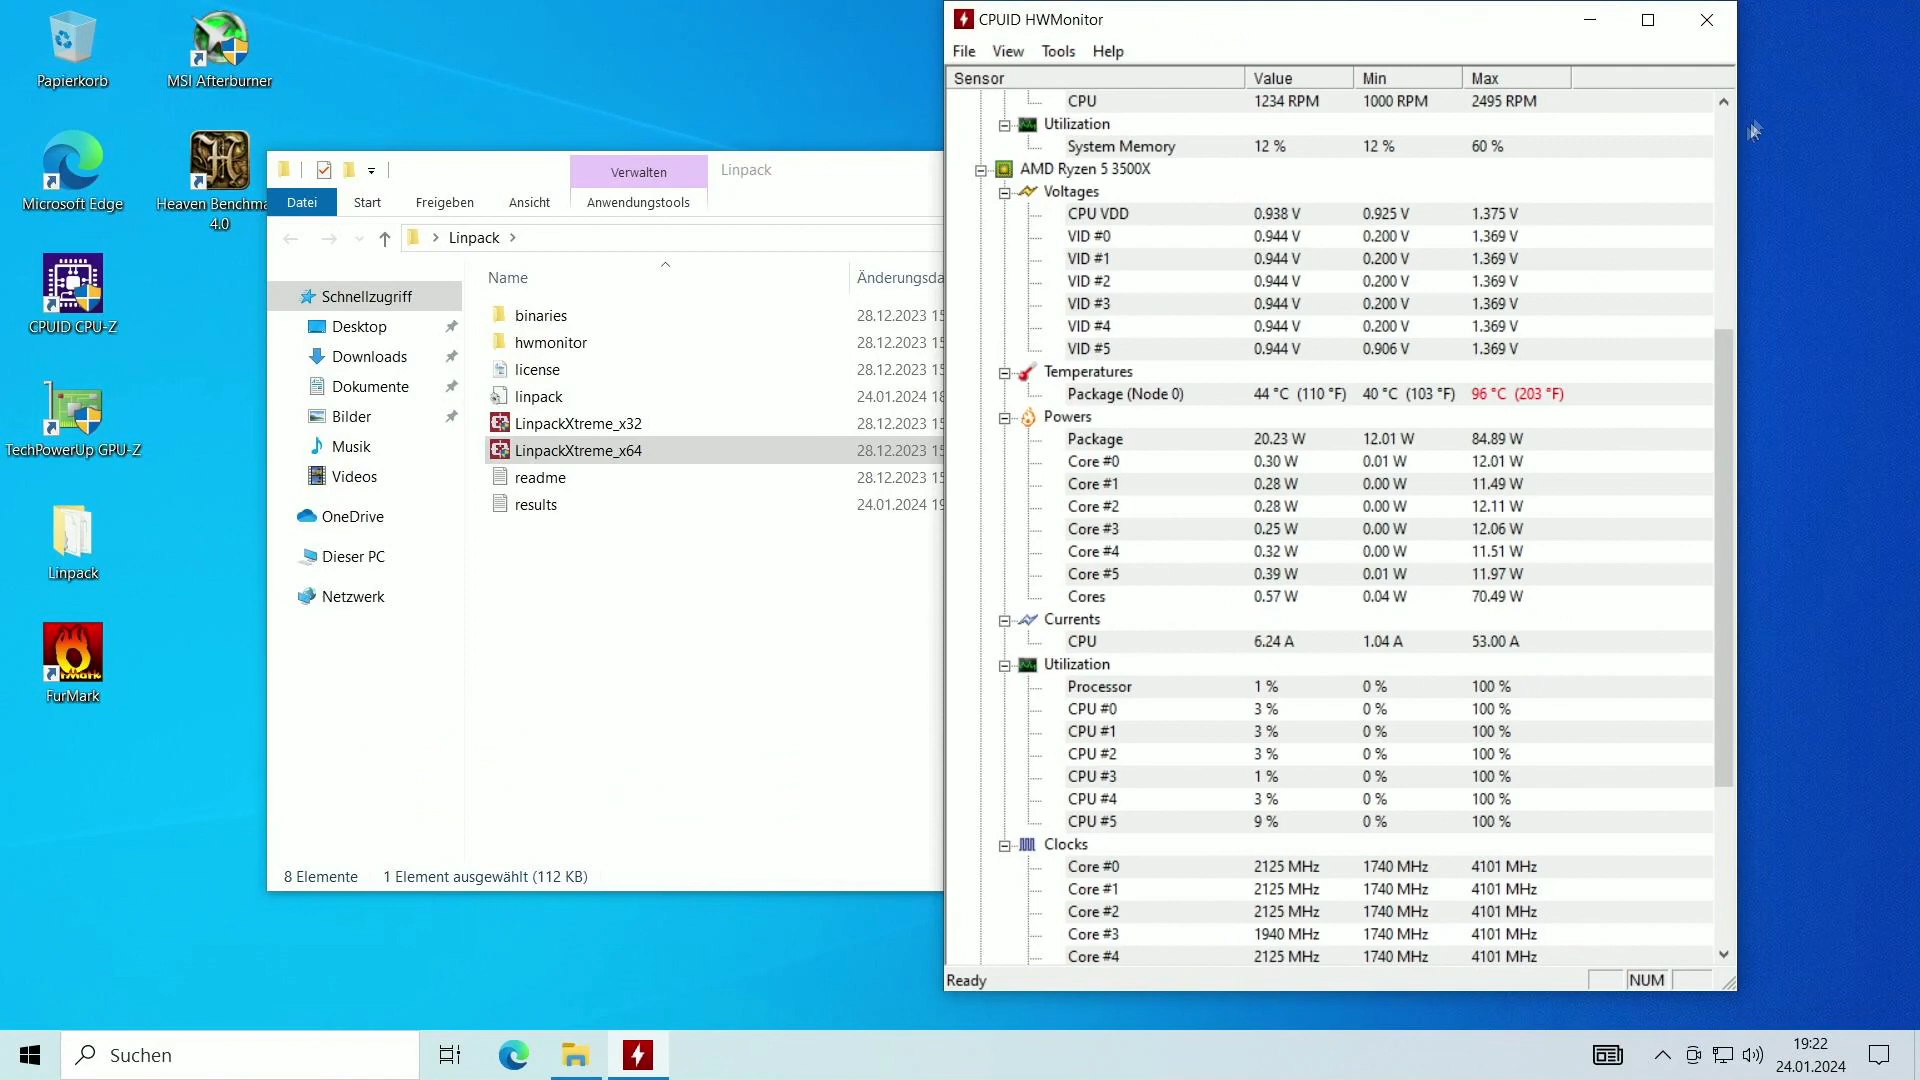 Papierkorb
MSI Afterburner
Microsoft Edge
Heaven Benchma
4.0
CPUID CPU-Z
TechPowerUp GPU-Z
Linpack
FurMark
Verwalten
Linpack
Datei
Start
Freigeben
Ansicht
Anwendungstools
Linpack
Name
Änderungsda
Schnellzugriff
Desktop
Downloads
Dokumente
Bilder
Musik
Videos
OneDrive
Dieser PC
Netzwerk
binaries 28.12.2023 15
hwmonitor 28.12.2023 15
license 28.12.2023 15
linpack 24.01.2024 18
LinpackXtreme_x32 28.12.2023 15
LinpackXtreme_x64 28.12.2023 15
readme 28.12.2023 15
results 24.01.2024 19
8 Elemente 1 Element ausgewählt (112 KB)
CPUID HWMonitor
File View Tools Help
Sensor Value Min Max
CPU 1234 RPM 1000 RPM 2495 RPM
Utilization
System Memory 12 % 12 % 60 %
AMD Ryzen 5 3500X
Voltages
CPU VDD 0.938 V 0.925 V 1.375 V
VID #0 0.944 V 0.200 V 1.369 V
VID #1 0.944 V 0.200 V 1.369 V
VID #2 0.944 V 0.200 V 1.369 V
VID #3 0.944 V 0.200 V 1.369 V
VID #4 0.944 V 0.200 V 1.369 V
VID #5 0.944 V 0.906 V 1.369 V
Temperatures
Package (Node 0) 44 °C (110 °F) 40 °C (103 °F) 96 °C (203 °F)
Powers
Package 20.23 W 12.01 W 84.89 W
Core #0 0.30 W 0.01 W 12.01 W
Core #1 0.28 W 0.00 W 11.49 W
Core #2 0.28 W 0.00 W 12.11 W
Core #3 0.25 W 0.00 W 12.06 W
Core #4 0.32 W 0.00 W 11.51 W
Core #5 0.39 W 0.01 W 11.97 W
Cores 0.57 W 0.04 W 70.49 W
Currents
CPU 6.24 A 1.04 A 53.00 A
Utilization
Processor 1 % 0 % 100 %
CPU #0 3 % 0 % 100 %
CPU #1 3 % 0 % 100 %
CPU #2 3 % 0 % 100 %
CPU #3 1 % 0 % 100 %
CPU #4 3 % 0 % 100 %
CPU #5 9 % 0 % 100 %
Clocks
Core #0 2125 MHz 1740 MHz 4101 MHz
Core #1 2125 MHz 1740 MHz 4101 MHz
Core #2 2125 MHz 1740 MHz 4101 MHz
Core #3 1940 MHz 1740 MHz 4101 MHz
Core #4 2125 MHz 1740 MHz 4101 MHz
Ready
NUM
Suchen
19:22
24.01.2024